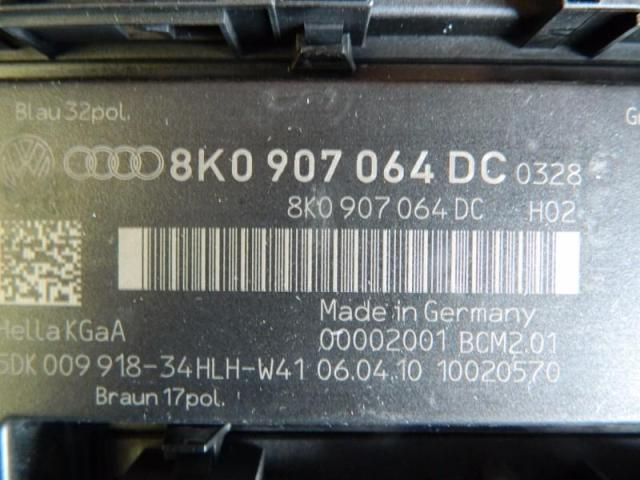 Blau 32pol.
8K0 907 064 DC 0328
8K0 907 064 DC H02
Made in Germany
Hella KGaA
00002001 BCM2.01
5DK 009 918-34HLH-W41 06.04.10 10020570
Braun 17pol.